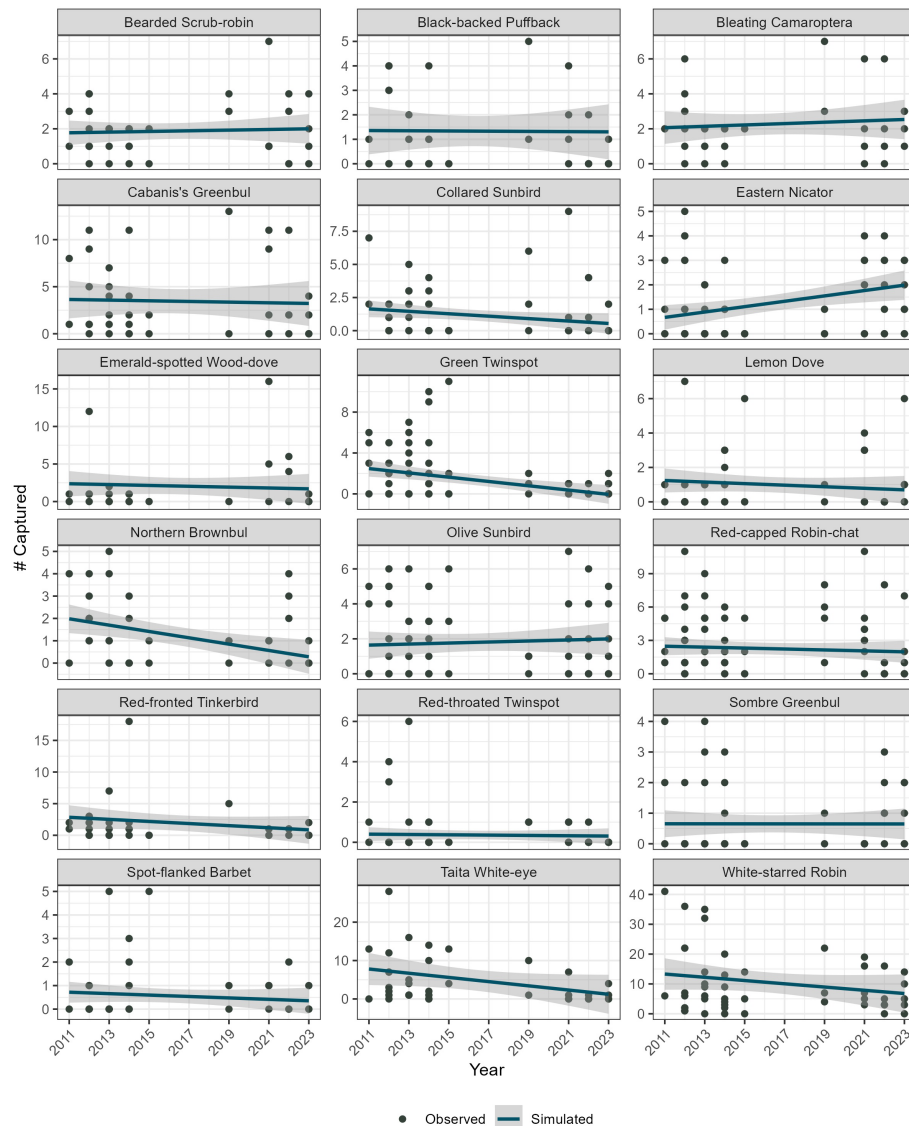 Bearded Scrub-robin Black-backed Puffback Bleating Camaroptera
6 5 6
4 4 4
3
2 2 2
1
0 0 0
Cabanis's Greenbul Collared Sunbird Eastern Nicator
10 7.5 5
4
5 5.0 3
2.5 2
1
0 0.0 0
Emerald-spotted Wood-dove Green Twinspot Lemon Dove
15 8 6
10 4
5 4 2
0 0 0
# Captured
Northern Brownbul Olive Sunbird Red-capped Robin-chat
5 6 9
4
3 4 6
2 2 3
1
0 0 0
Red-fronted Tinkerbird Red-throated Twinspot Sombre Greenbul
15 6 4
10 4 3
5 2 2
1
0 0 0
Spot-flanked Barbet Taita White-eye White-starred Robin
5 20 40
4 30
3 10 20
2
1 10
0 0 0
2011 2013 2015 2017 2019 2021 2023 2011 2013 2015 2017 2019 2021 2023 2011 2013 2015 2017 2019 2021 2023
Year
Observed Simulated